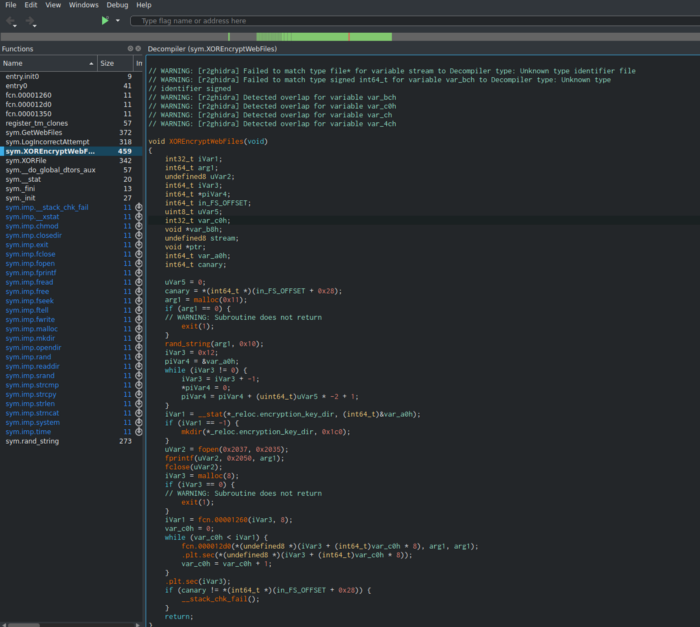 File Edit View Windows Debug Help
Type flag name or address here
Functions
Decompiler (sym.XOREncryptWebFiles)
Name Size In
entry.init0 9
entry0 41
fcn.00001260 11
fcn.000012d0 11
fcn.00001350 11
register_tm_clones 57
sym.GetWebFiles 372
sym.LogIncorrectAttempt 318
sym.XOREncryptWebF... 459
sym.XORFile 342
sym.__do_global_dtors_aux 57
sym.__stat 20
sym._fini 13
sym._init 27
sym.imp.__stack_chk_fail 11
sym.imp.__xstat 11
sym.imp.chmod 11
sym.imp.closedir 11
sym.imp.exit 11
sym.imp.fclose 11
sym.imp.fopen 11
sym.imp.fprintf 11
sym.imp.fread 11
sym.imp.free 11
sym.imp.fseek 11
sym.imp.ftell 11
sym.imp.fwrite 11
sym.imp.malloc 11
sym.imp.mkdir 11
sym.imp.opendir 11
sym.imp.rand 11
sym.imp.readdir 11
sym.imp.srand 11
sym.imp.strcmp 11
sym.imp.strcpy 11
sym.imp.strlen 11
sym.imp.strncat 11
sym.imp.system 11
sym.imp.time 11
sym.rand_string 273
// WARNING: [r2ghidra] Failed to match type file* for variable stream to Decompiler type: Unknown type identifier file
// WARNING: [r2ghidra] Failed to match type signed int64_t for variable var_bch to Decompiler type: Unknown type
// identifier signed
// WARNING: [r2ghidra] Detected overlap for variable var_bch
// WARNING: [r2ghidra] Detected overlap for variable var_c0h
// WARNING: [r2ghidra] Detected overlap for variable var_ch
// WARNING: [r2ghidra] Detected overlap for variable var_4ch
void XOREncryptWebFiles(void)
{
int32_t iVar1;
int64_t arg1;
undefined8 uVar2;
int64_t iVar3;
int64_t *piVar4;
int64_t in_FS_OFFSET;
uint8_t uVar5;
int32_t var_c0h;
void *var_b8h;
undefined8 stream;
void *ptr;
int64_t var_a0h;
int64_t canary;
uVar5 = 0;
canary = *(int64_t *)(in_FS_OFFSET + 0x28);
arg1 = malloc(0x11);
if (arg1 == 0) {
// WARNING: Subroutine does not return
exit(1);
}
rand_string(arg1, 0x10);
iVar3 = 0x12;
piVar4 = &var_a0h;
while (iVar3 != 0) {
iVar3 = iVar3 + -1;
*piVar4 = 0;
piVar4 = piVar4 + (uint64_t)uVar5 * -2 + 1;
}
iVar1 = __stat(*_reloc.encryption_key_dir, (int64_t)&var_a0h);
if (iVar1 == -1) {
mkdir(*_reloc.encryption_key_dir, 0x1c0);
}
uVar2 = fopen(0x2037, 0x2035);
fprintf(uVar2, 0x2050, arg1);
fclose(uVar2);
iVar3 = malloc(8);
if (iVar3 == 0) {
// WARNING: Subroutine does not return
exit(1);
}
iVar1 = fcn.00001260(iVar3, 8);
var_c0h = 0;
while (var_c0h < iVar1) {
fcn.000012d0(*(undefined8 *)(iVar3 + (int64_t)var_c0h * 8), arg1, arg1);
.plt.sec(*(undefined8 *)(iVar3 + (int64_t)var_c0h * 8));
var_c0h = var_c0h + 1;
}
.plt.sec(iVar3);
if (canary != *(int64_t *)(in_FS_OFFSET + 0x28)) {
__stack_chk_fail();
}
return;
}